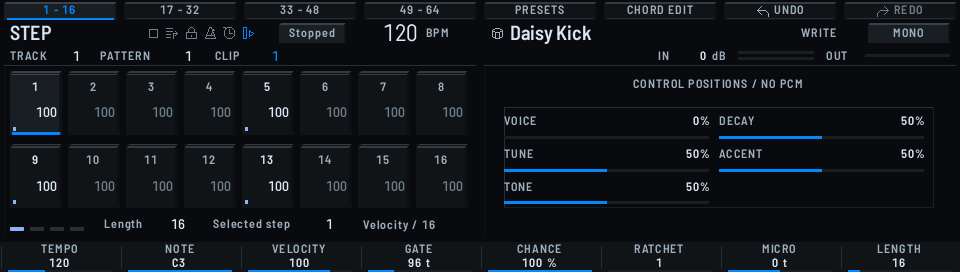 1 - 16 17 - 32 33 - 48 49 - 64 PRESETS CHORD EDIT UNDO REDO
STEP Stopped 120 BPM Daisy Kick WRITE MONO
TRACK 1 PATTERN 1 CLIP 1 IN 0 dB OUT
CONTROL POSITIONS / NO PCM
1 2 3 4 5 6 7 8
100 100 100 100 100 100 100 100
VOICE 0% DECAY 50%
TUNE 50% ACCENT 50%
TONE 50%
9 10 11 12 13 14 15 16
100 100 100 100 100 100 100 100
Length 16 Selected step 1 Velocity / 16
TEMPO NOTE VELOCITY GATE CHANCE RATCHET MICRO LENGTH
120 C3 100 96 t 100 % 1 0 t 16